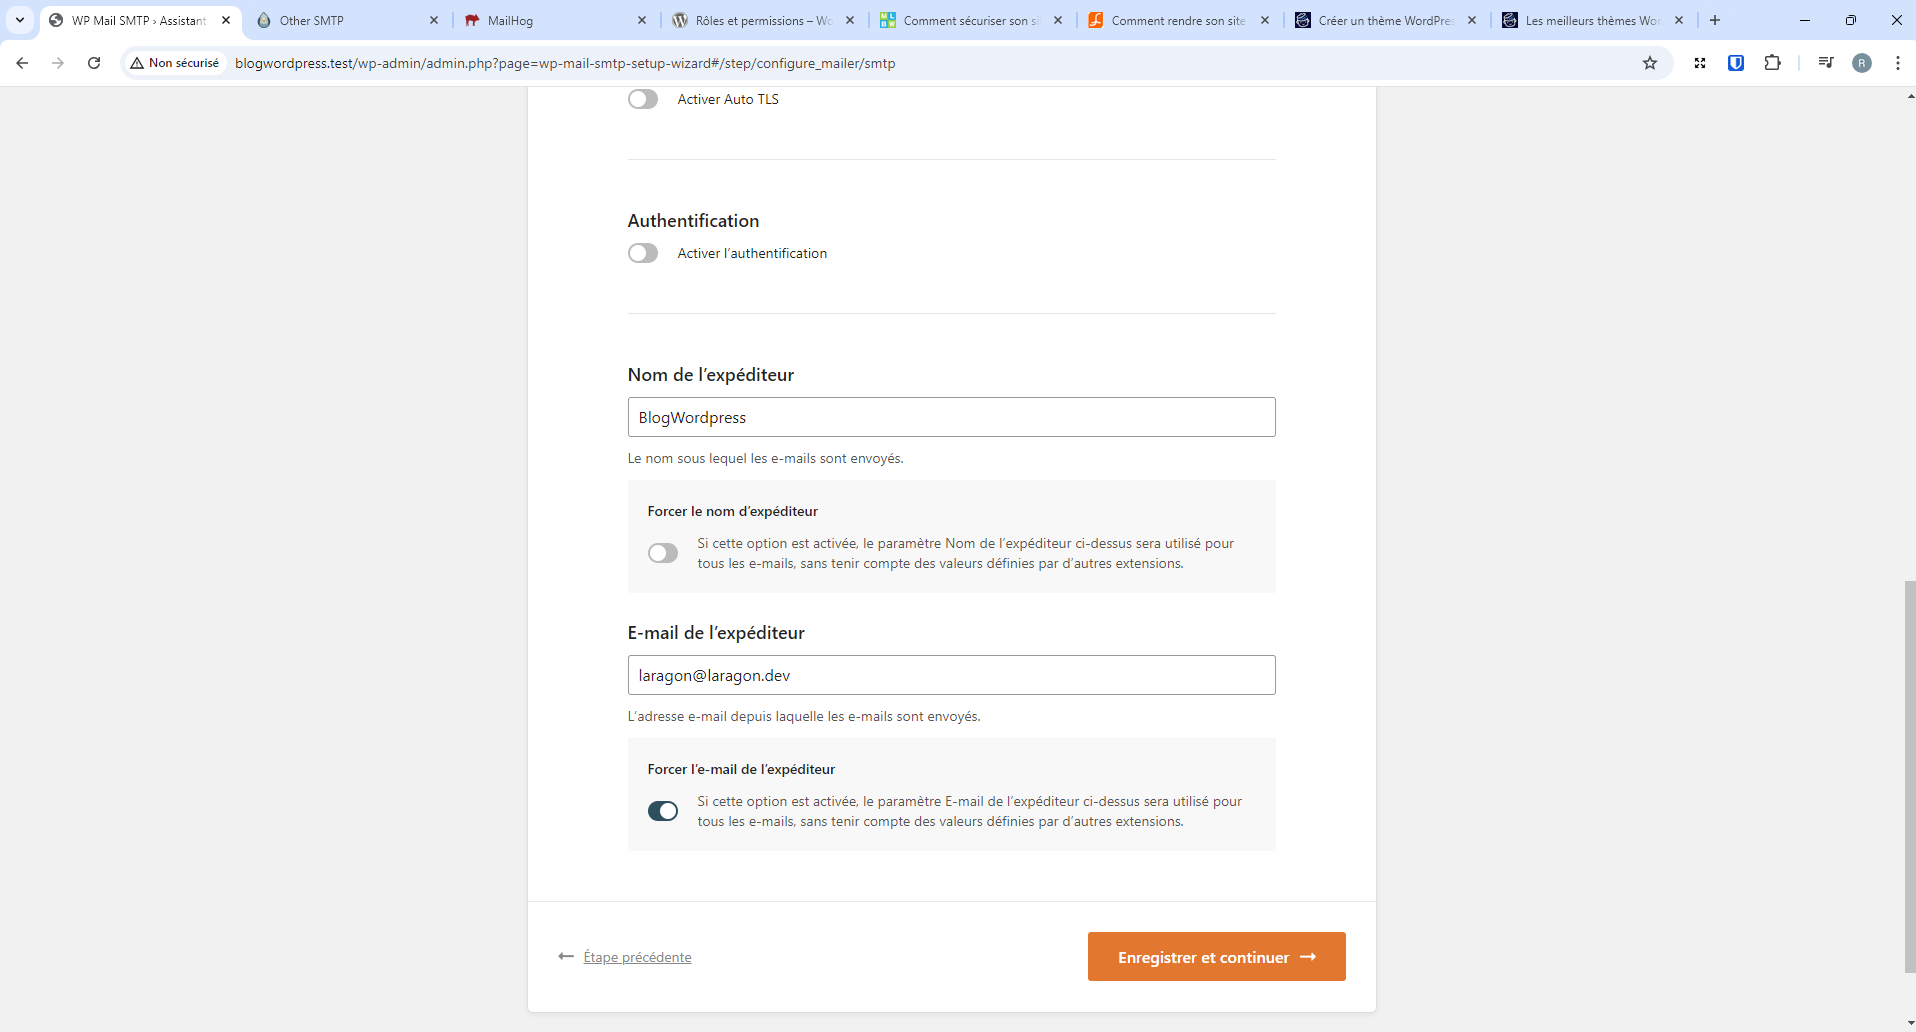 WP Mail SMTP › Assistant
Other SMTP
MailHog
Rôles et permissions – Wo
Comment sécuriser son si
Comment rendre son site
Créer un thème WordPres
Les meilleurs thèmes Wor
Non sécurisé
blogwordpress.test/wp-admin/admin.php?page=wp-mail-smtp-setup-wizard#/step/configure_mailer/smtp
R
Activer Auto TLS
Authentification
Activer l’authentification
Nom de l’expéditeur
BlogWordpress
Le nom sous lequel les e-mails sont envoyés.
Forcer le nom d’expéditeur
Si cette option est activée, le paramètre Nom de l’expéditeur ci-dessus sera utilisé pour
tous les e-mails, sans tenir compte des valeurs définies par d’autres extensions.
E-mail de l’expéditeur
laragon@laragon.dev
L’adresse e-mail depuis laquelle les e-mails sont envoyés.
Forcer l’e-mail de l’expéditeur
Si cette option est activée, le paramètre E-mail de l’expéditeur ci-dessus sera utilisé pour
tous les e-mails, sans tenir compte des valeurs définies par d’autres extensions.
Étape précédente
Enregistrer et continuer